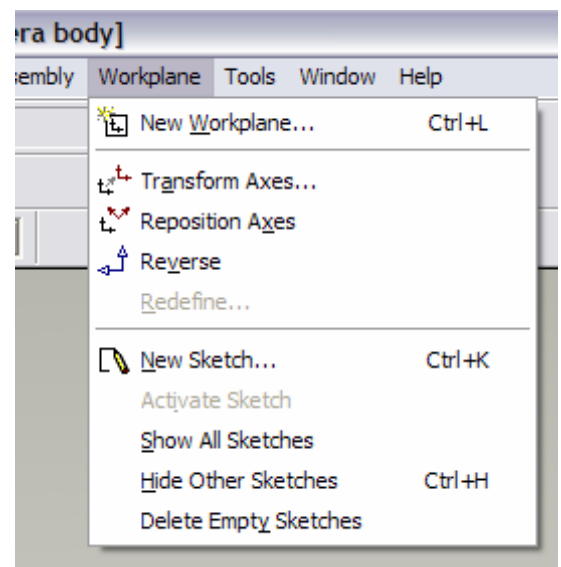 era body]
sembly Workplane Tools Window Help
New Workplane... Ctrl+L
Transform Axes...
Reposition Axes
Reverse
Redefine...
New Sketch... Ctrl+K
Activate Sketch
Show All Sketches
Hide Other Sketches Ctrl+H
Delete Empty Sketches